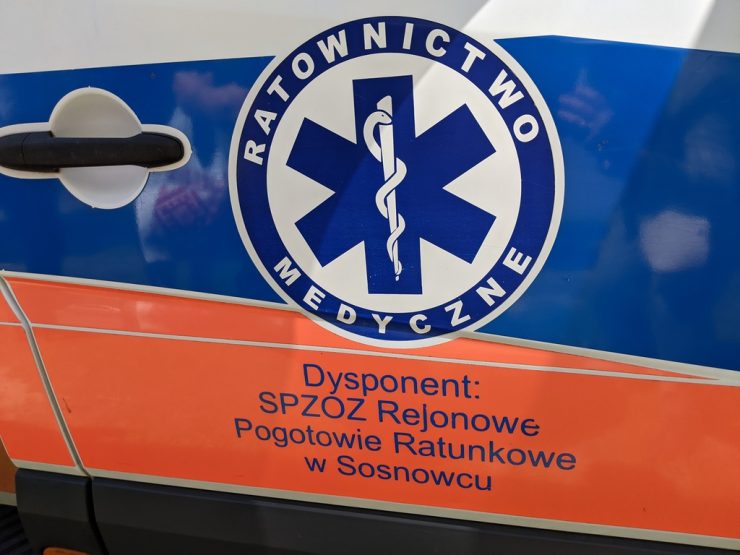 RATOWNICTWO
MEDYCZNE
Dysponent:
SPZOZ Rejonowe
Pogotowie Ratunkowe
w Sosnowcu